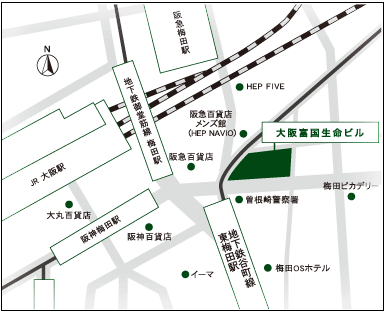 阪急梅田駅
N
地下鉄御堂筋線 梅田駅
HEP FIVE
阪急百貨店
メンズ館
(HEP NAVIO)
大阪富国生命ビル
JR 大阪駅
阪急百貨店
梅田ピカデリー
大丸百貨店
曽根崎警察署
阪神梅田駅
阪神百貨店
地下鉄谷町線
東梅田駅
イーマ
梅田OSホテル